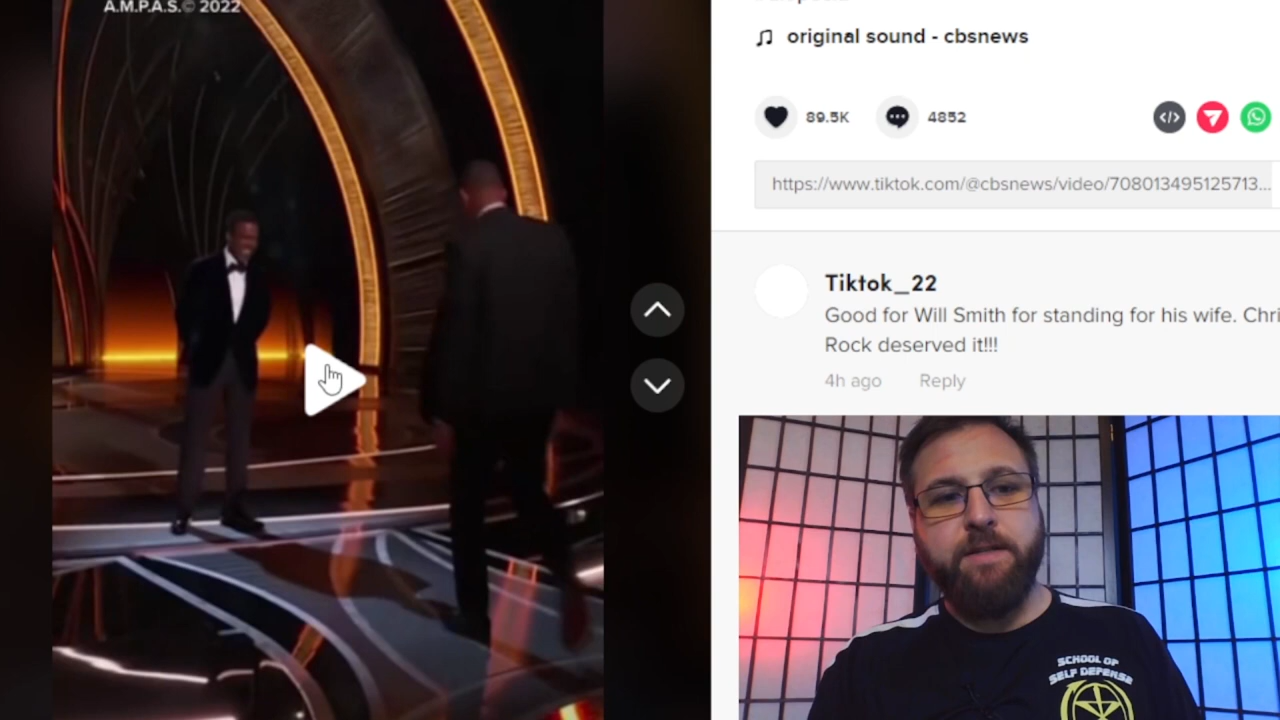 A.M.P.A.S.© 2022
original sound - cbsnews
89.5K
4852
https://www.tiktok.com/@cbsnews/video/708013495125713...
Tiktok_22
Good for Will Smith for standing for his wife. Chri
Rock deserved it!!!
4h ago Reply
SCHOOL OF
SELF DEFENSE